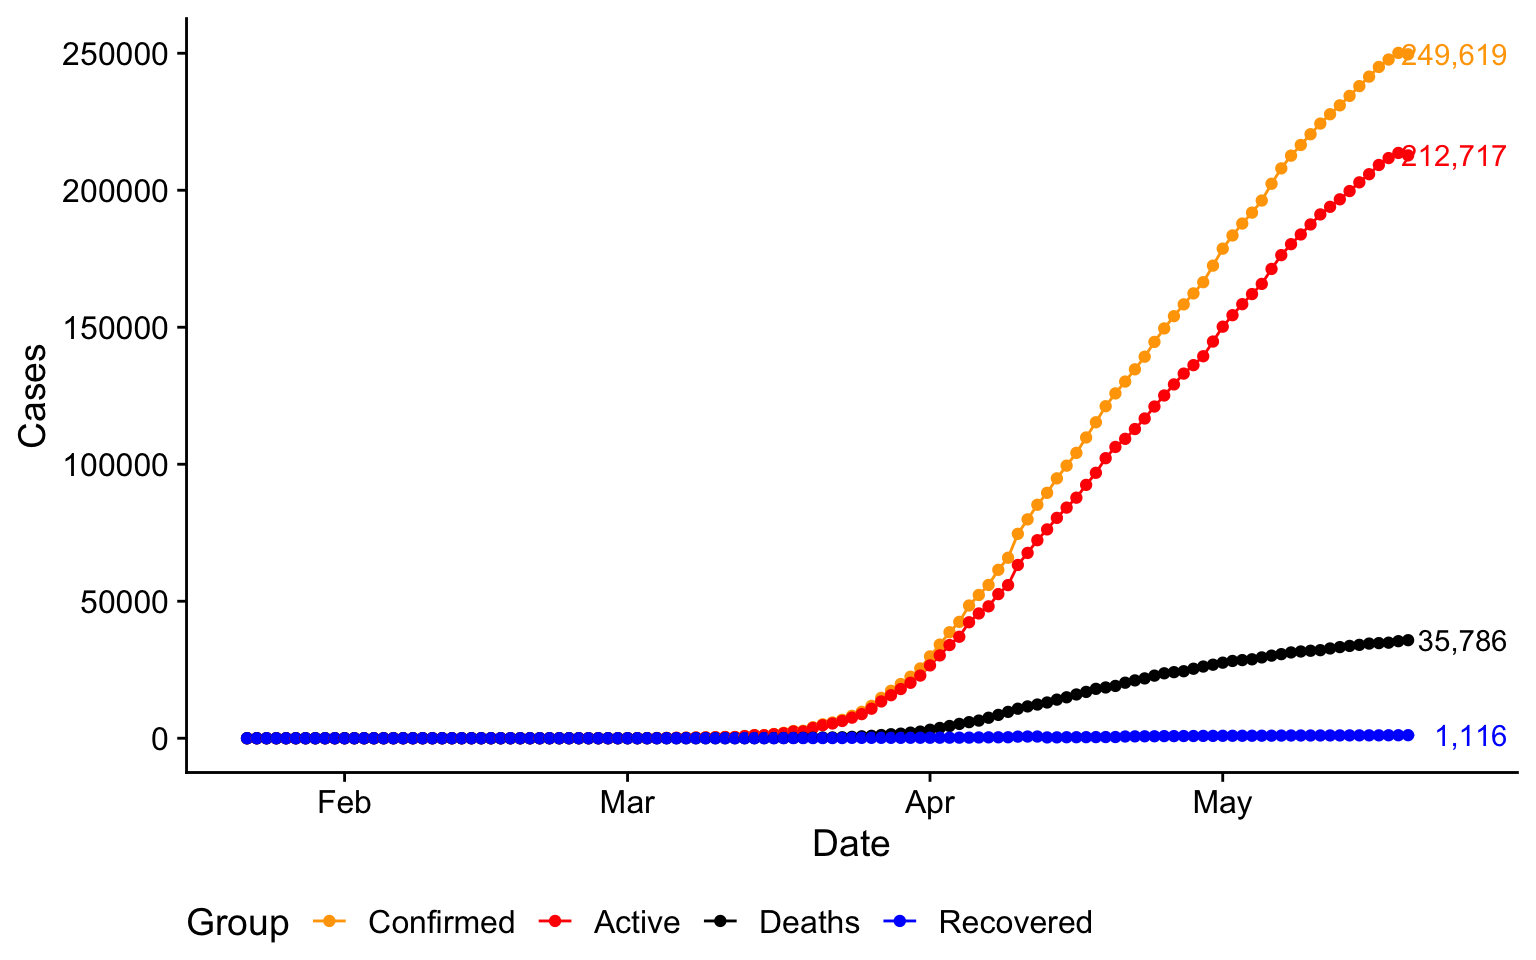 250000
249,619
212,717
200000
150000
Cases
100000
50000
35,786
0
1,116
Feb Mar Apr May
Date
Group Confirmed Active Deaths Recovered